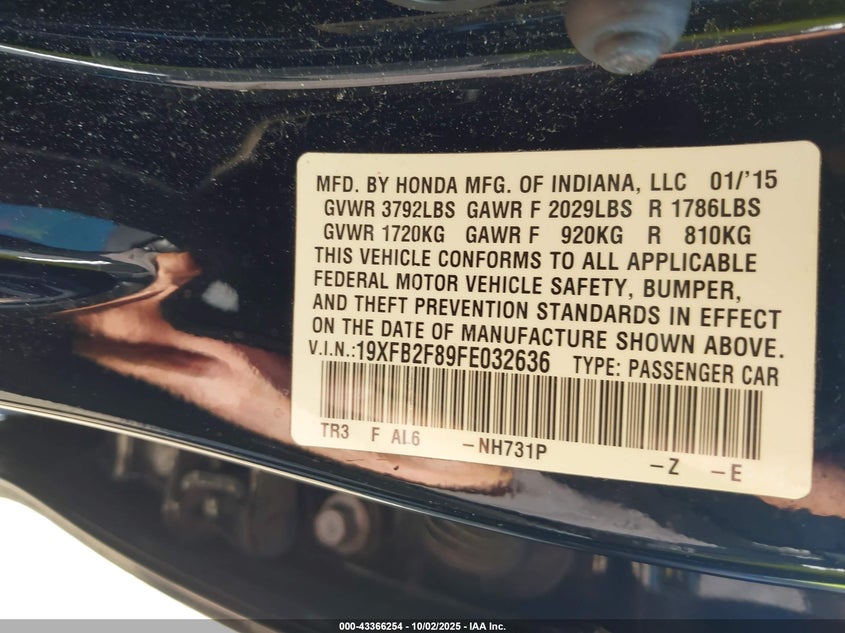 MFD. BY HONDA MFG. OF INDIANA, LLC 01/'15
GVWR 3792LBS GAWR F 2029LBS R 1786LBS
GVWR 1720KG GAWR F 920KG R 810KG
THIS VEHICLE CONFORMS TO ALL APPLICABLE
FEDERAL MOTOR VEHICLE SAFETY, BUMPER,
AND THEFT PREVENTION STANDARDS IN EFFECT
ON THE DATE OF MANUFACTURE SHOWN ABOVE.
V.I.N.:19XFB2F89FE032636 TYPE: PASSENGER CAR
TR3 F AL6 -NH731P -Z -E
000-43366254 - 10/02/2025 - IAA Inc.